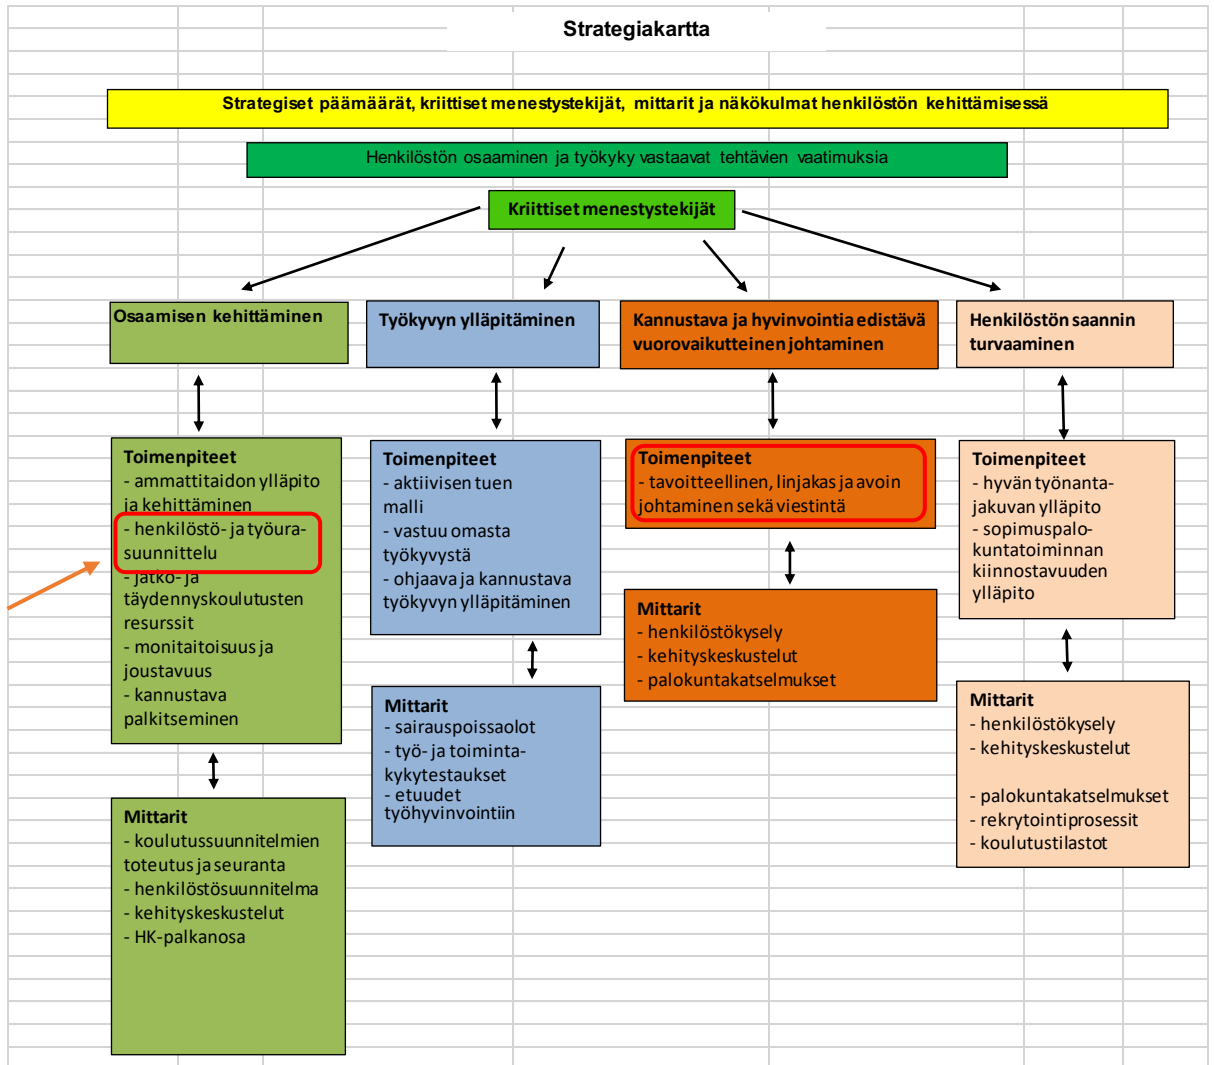 Strategiakartta
Strategiset päämäärät, kriittiset menestystekijät, mittarit ja näkökulmat henkilöstön kehittämisessä
Henkilöstön osaaminen ja työkyky vastaavat tehtävien vaatimuksia
Kriittiset menestystekijät
Osaamisen kehittäminen
Työkyvyn ylläpitäminen
Kannustava ja hyvinvointia edistävä
vuorovaikutteinen johtaminen
Henkilöstön saannin
turvaaminen
Toimenpiteet
- ammattitaidon ylläpito
ja kehittäminen
- henkilöstö- ja työura-
suunnittelu
- jatko- ja
täydennyskoulutusten
resurssit
- monitaitoisuus ja
joustavuus
- kannustava
palkitseminen
Mittarit
- koulutussuunnitelmien
toteutus ja seuranta
- henkilöstösuunnitelma
- kehityskeskustelut
- HK-palkanosa
Toimenpiteet
- aktiivisen tuen
malli
- vastuu omasta
työkyvystä
- ohjaava ja kannustava
työkyvyn ylläpitäminen
Mittarit
- sairauspoissaolot
- työ- ja toiminta-
kykytestaukset
- etuudet
työhyvinvointiin
Toimenpiteet
- tavoitteellinen, linjakas ja avoin
johtaminen sekä viestintä
Mittarit
- henkilöstökysely
- kehityskeskustelut
- palokuntakatselmukset
Toimenpiteet
- hyvän työnanta-
jakuvan ylläpito
- sopimuspalo-
kuntatoiminnan
kiinnostavuuden
ylläpito
Mittarit
- henkilöstökysely
- kehityskeskustelut
- palokuntakatselmukset
- rekrytointiprosessit
- koulutustilastot